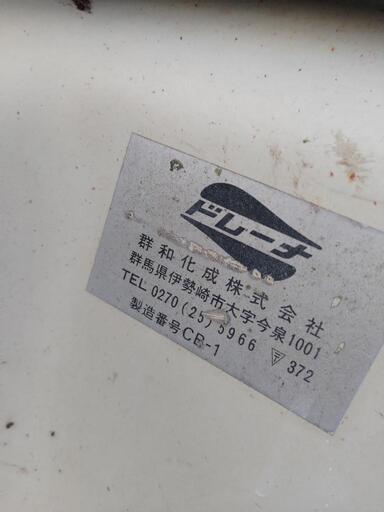 ドレーナ
群和化成株式会社
群馬県伊勢崎市大字今泉1001
TEL 0270(25)5966 〒372
製造番号CB-1